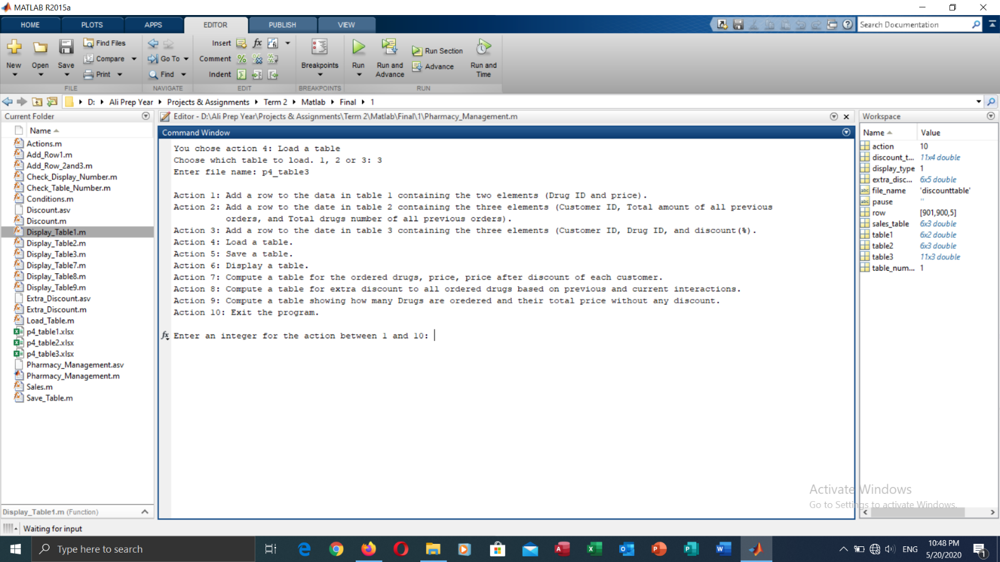 MATLAB R2015a
HOME PLOTS APPS EDITOR PUBLISH VIEW
Search Documentation
New Open Save
Find Files
Compare
Print
Go To
Find
Insert
Comment
Indent
fx
Breakpoints
Run
Run and Advance
Run Section
Advance
Run and Time
FILE NAVIGATE EDIT BREAKPOINTS RUN
D: Ali Prep Year Projects & Assignments Term 2 Matlab Final 1
Current Folder
Name
Actions.m
Add_Row1.m
Add_Row_2and3.m
Check_Display_Number.m
Check_Table_Number.m
Conditions.m
Discount.asv
Discount.m
Display_Table1.m
Display_Table2.m
Display_Table3.m
Display_Table7.m
Display_Table8.m
Display_Table9.m
Extra_Discount.asv
Extra_Discount.m
Load_Table.m
p4_table1.xlsx
p4_table2.xlsx
p4_table3.xlsx
Pharmacy_Management.asv
Pharmacy_Management.m
Sales.m
Save_Table.m
Display_Table1.m (Function)
Editor - D:\Ali Prep Year\Projects & Assignments\Term 2\Matlab\Final\1\Pharmacy_Management.m
Command Window
You chose action 4: Load a table
Choose which table to load. 1, 2 or 3: 3
Enter file name: p4_table3
Action 1: Add a row to the data in table 1 containing the two elements (Drug ID and price).
Action 2: Add a row to the date in table 2 containing the three elements (Customer ID, Total amount of all previous
orders, and Total drugs number of all previous orders).
Action 3: Add a row to the date in table 3 containing the three elements (Customer ID, Drug ID, and discount(%).
Action 4: Load a table.
Action 5: Save a table.
Action 6: Display a table.
Action 7: Compute a table for the ordered drugs, price, price after discount of each customer.
Action 8: Compute a table for extra discount to all ordered drugs based on previous and current interactions.
Action 9: Compute a table showing how many Drugs are oredered and their total price without any discount.
Action 10: Exit the program.
fx Enter an integer for the action between 1 and 10:
Workspace
Name Value
action 10
discount_t... 11x4 double
display_type 1
extra_disc... 6x5 double
file_name 'discounttable'
pause ''
row [901,900,5]
sales_table 6x3 double
table1 6x2 double
table2 6x3 double
table3 11x3 double
table_num... 1
Activate Windows
Go to Settings to activate Windows.
Waiting for input
Type here to search
ENG
10:48 PM
5/20/2020
1